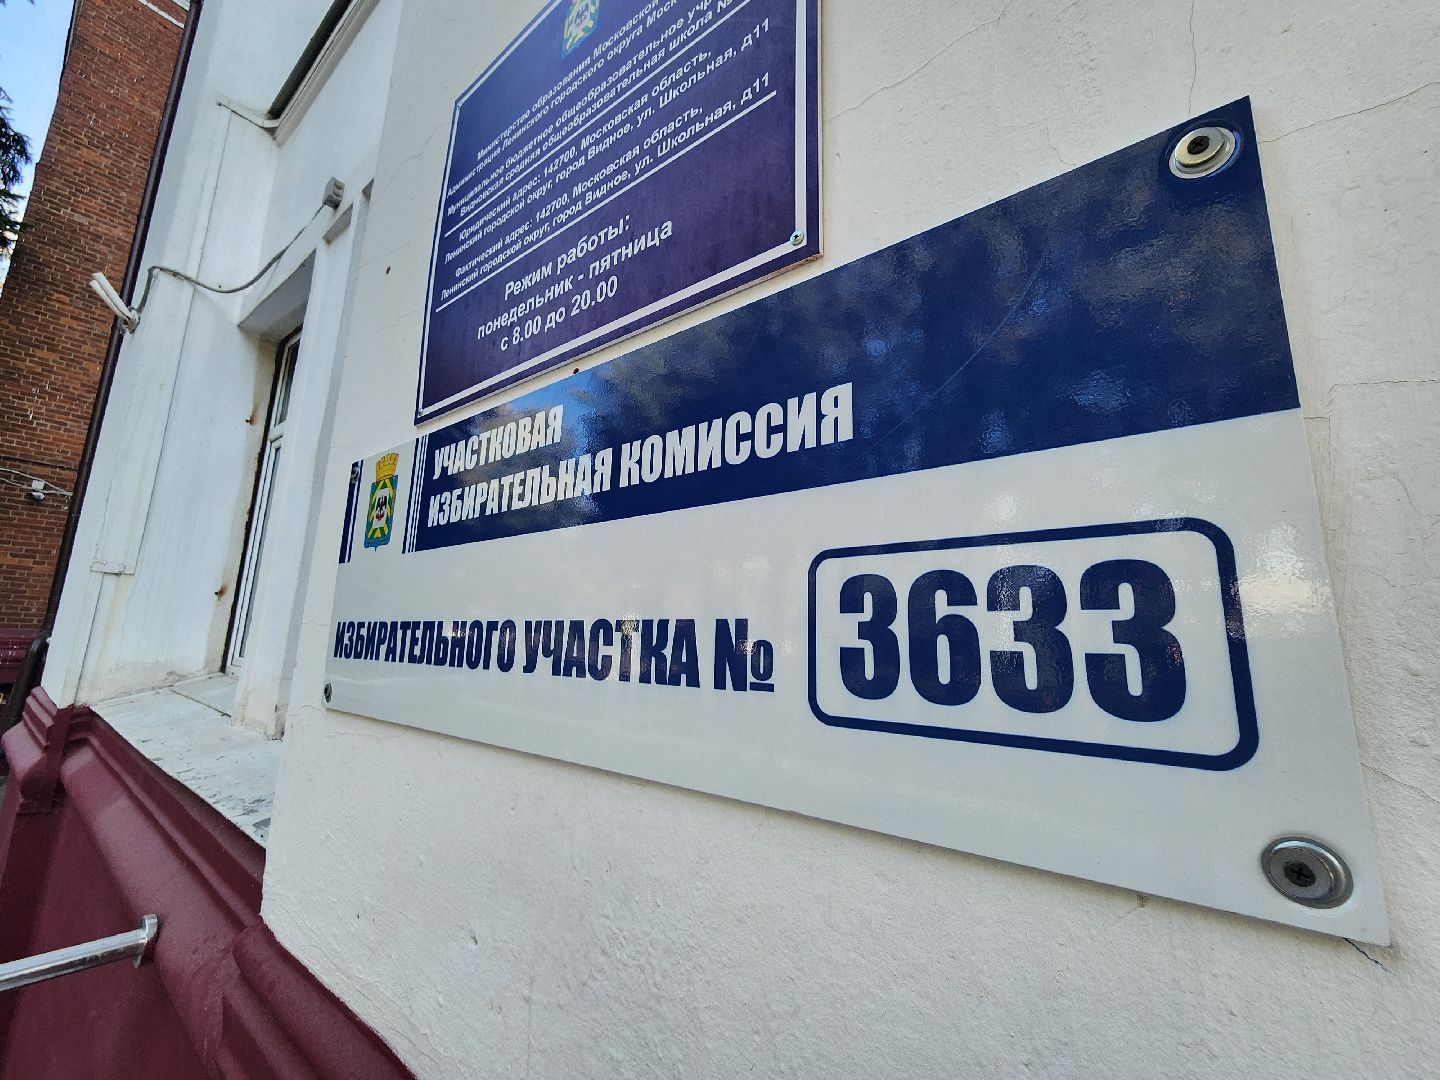 Министерство образования Московской
Администрация Ленинского городского округа Моск
Муниципальное бюджетное общеобразовательное учр
"Видновская средняя общеобразовательная школа №
Юридический адрес: 142700, Московская область,
Ленинский городской округ, город Видное, ул. Школьная, д11
Фактический адрес: 142700, Московская область,
Ленинский городской округ, город Видное, ул. Школьная, д11
Режим работы:
понедельник - пятница
с 8.00 до 20.00
УЧАСТКОВАЯ
ИЗБИРАТЕЛЬНАЯ КОМИССИЯ
ИЗБИРАТЕЛЬНОГО УЧАСТКА № 3633